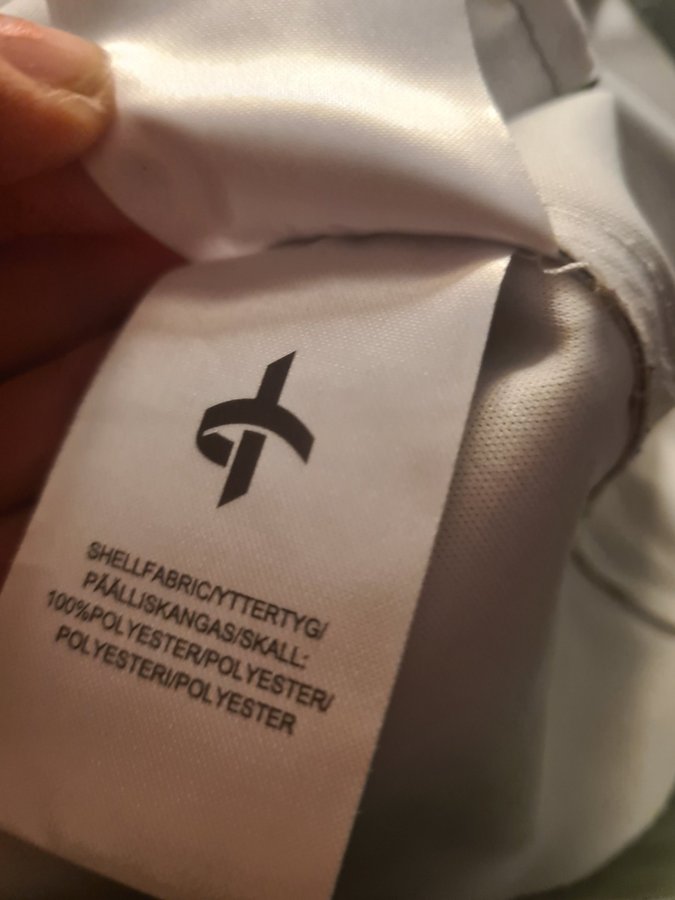 SHELLFABRIC/YTTERTYG/
PÄÄLLISKANGAS/SKALL:
100%POLYESTER/POLYESTER/
POLYESTERI/POLYESTER